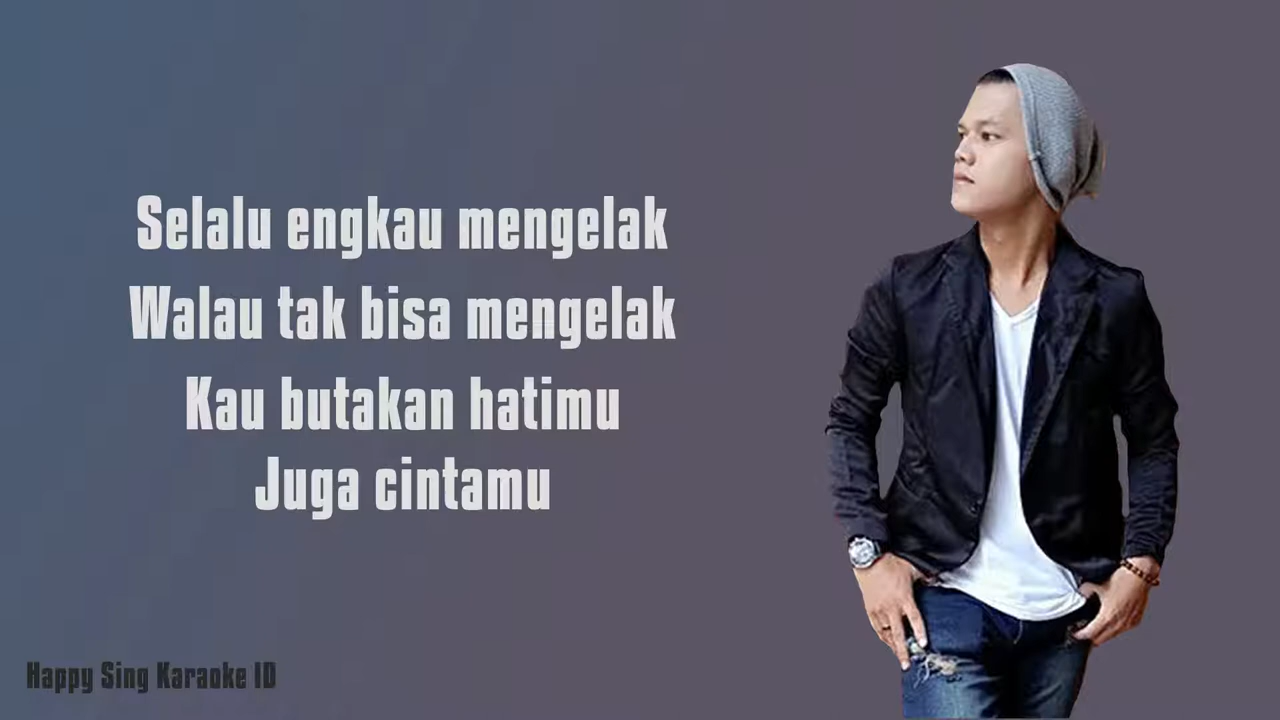 Selalu engkau mengelak
Walau tak bisa mengelak
Kau butakan hatimu
Juga cintamu
Happy Sing Karaoke ID